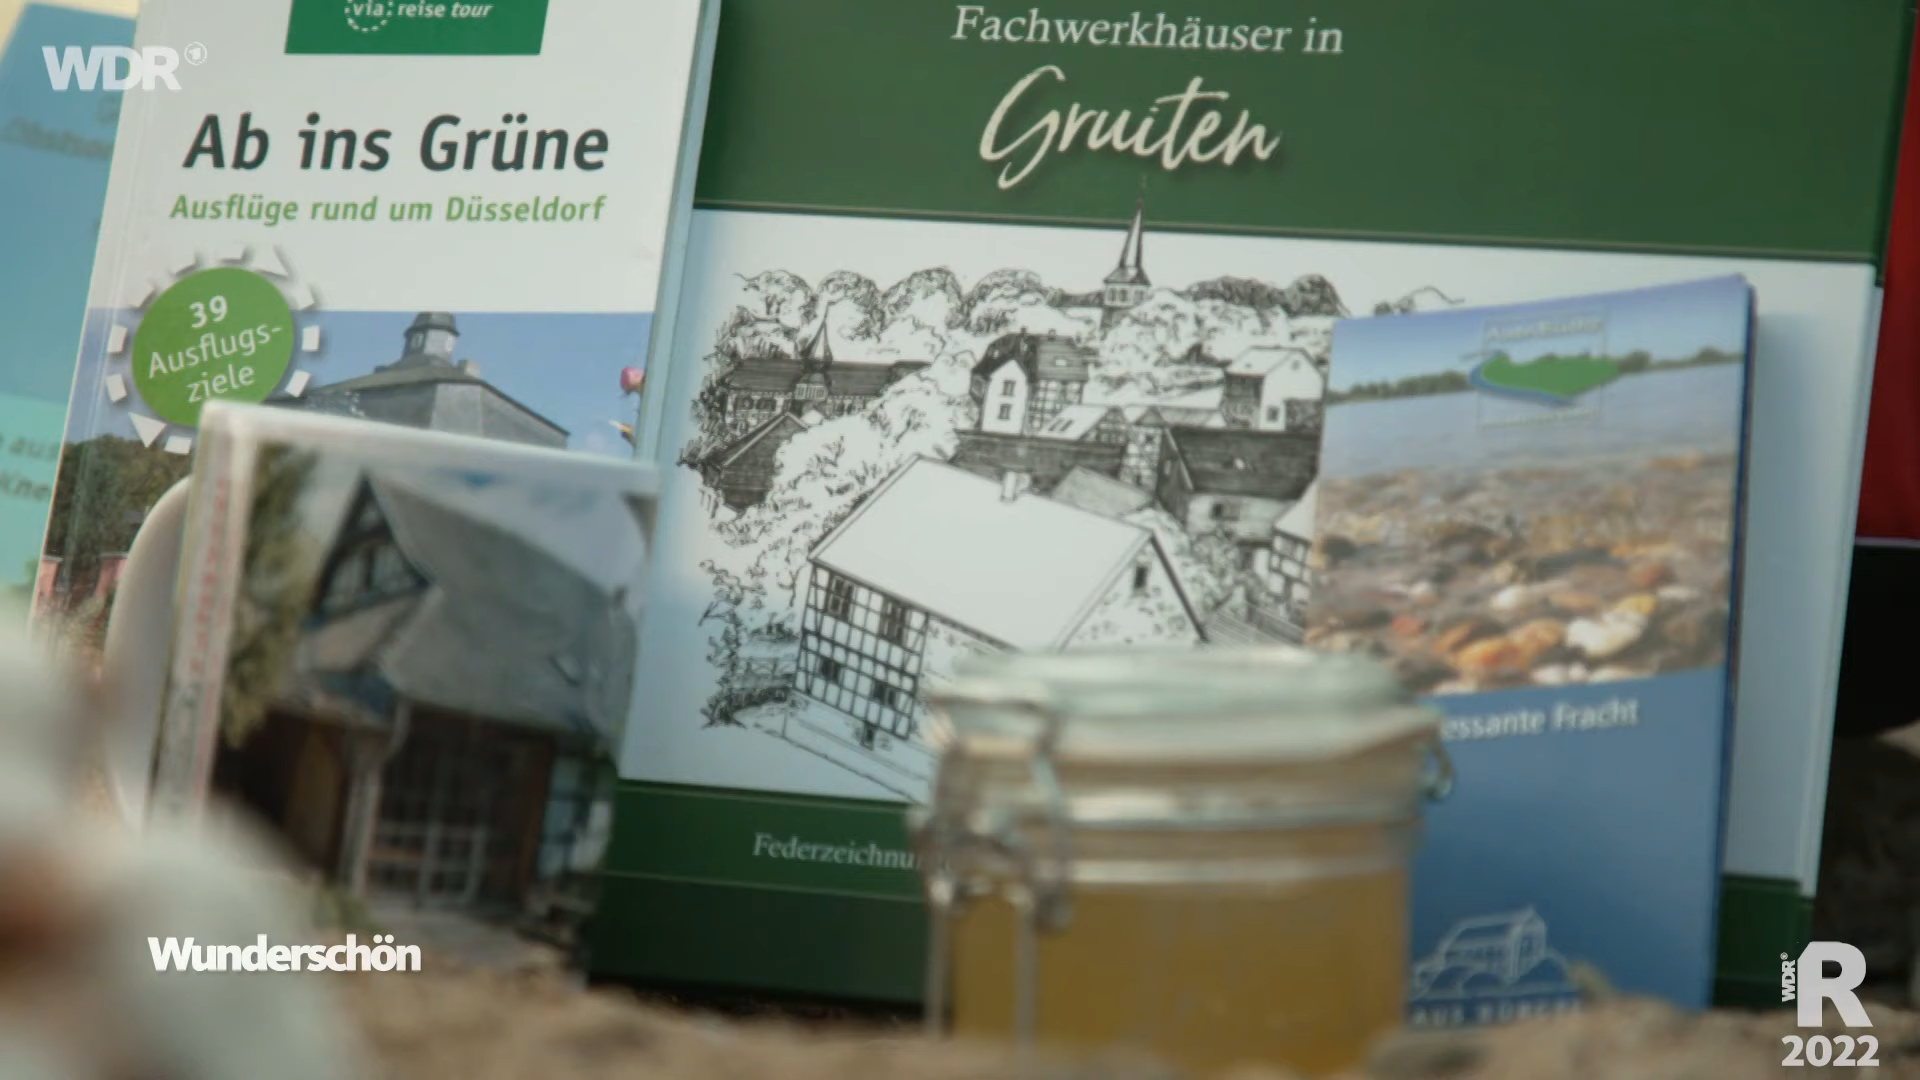 WDR
:via:reise tour
Ab ins Grüne
Ausflüge rund um Düsseldorf
39
Ausflugs-
ziele
Fachwerkhäuser in
Gruiten
essante Fracht
Federzeichnu
Wunderschön
WDR
R
2022